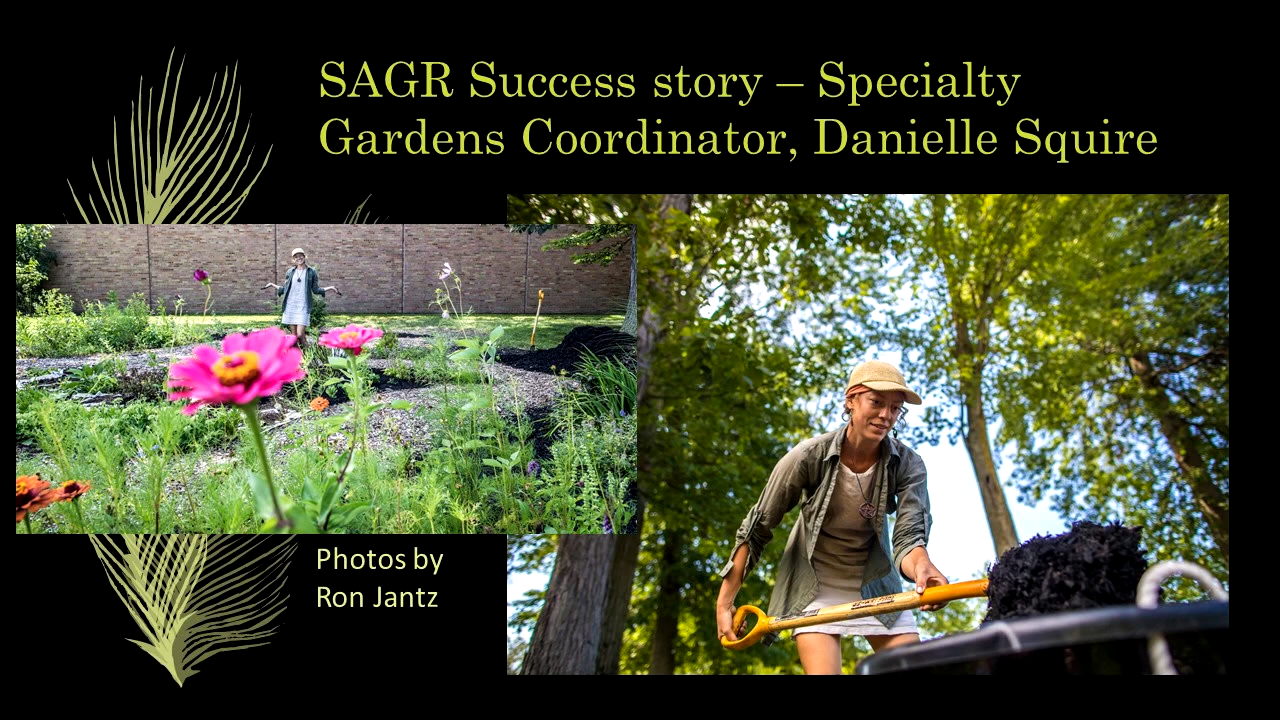 SAGR Success story – Specialty
Gardens Coordinator, Danielle Squire
Photos by
Ron Jantz